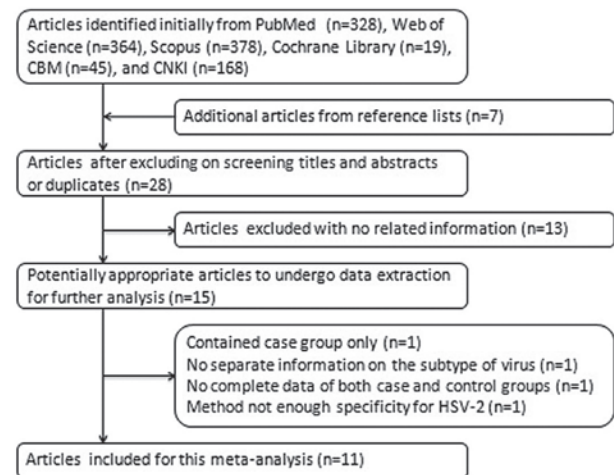 Articles identified initially from PubMed (n=328), Web of
Science (n=364), Scopus (n=378), Cochrane Library (n=19),
CBM (n=45), and CNKI (n=168)
Additional articles from reference lists (n=7)
Articles after excluding on screening titles and abstracts
or duplicates (n=28)
Articles excluded with no related information (n=13)
Potentially appropriate articles to undergo data extraction
for further analysis (n=15)
Contained case group only (n=1)
No separate information on the subtype of virus (n=1)
No complete data of both case and control groups (n=1)
Method not enough specificity for HSV-2 (n=1)
Articles included for this meta-analysis (n=11)